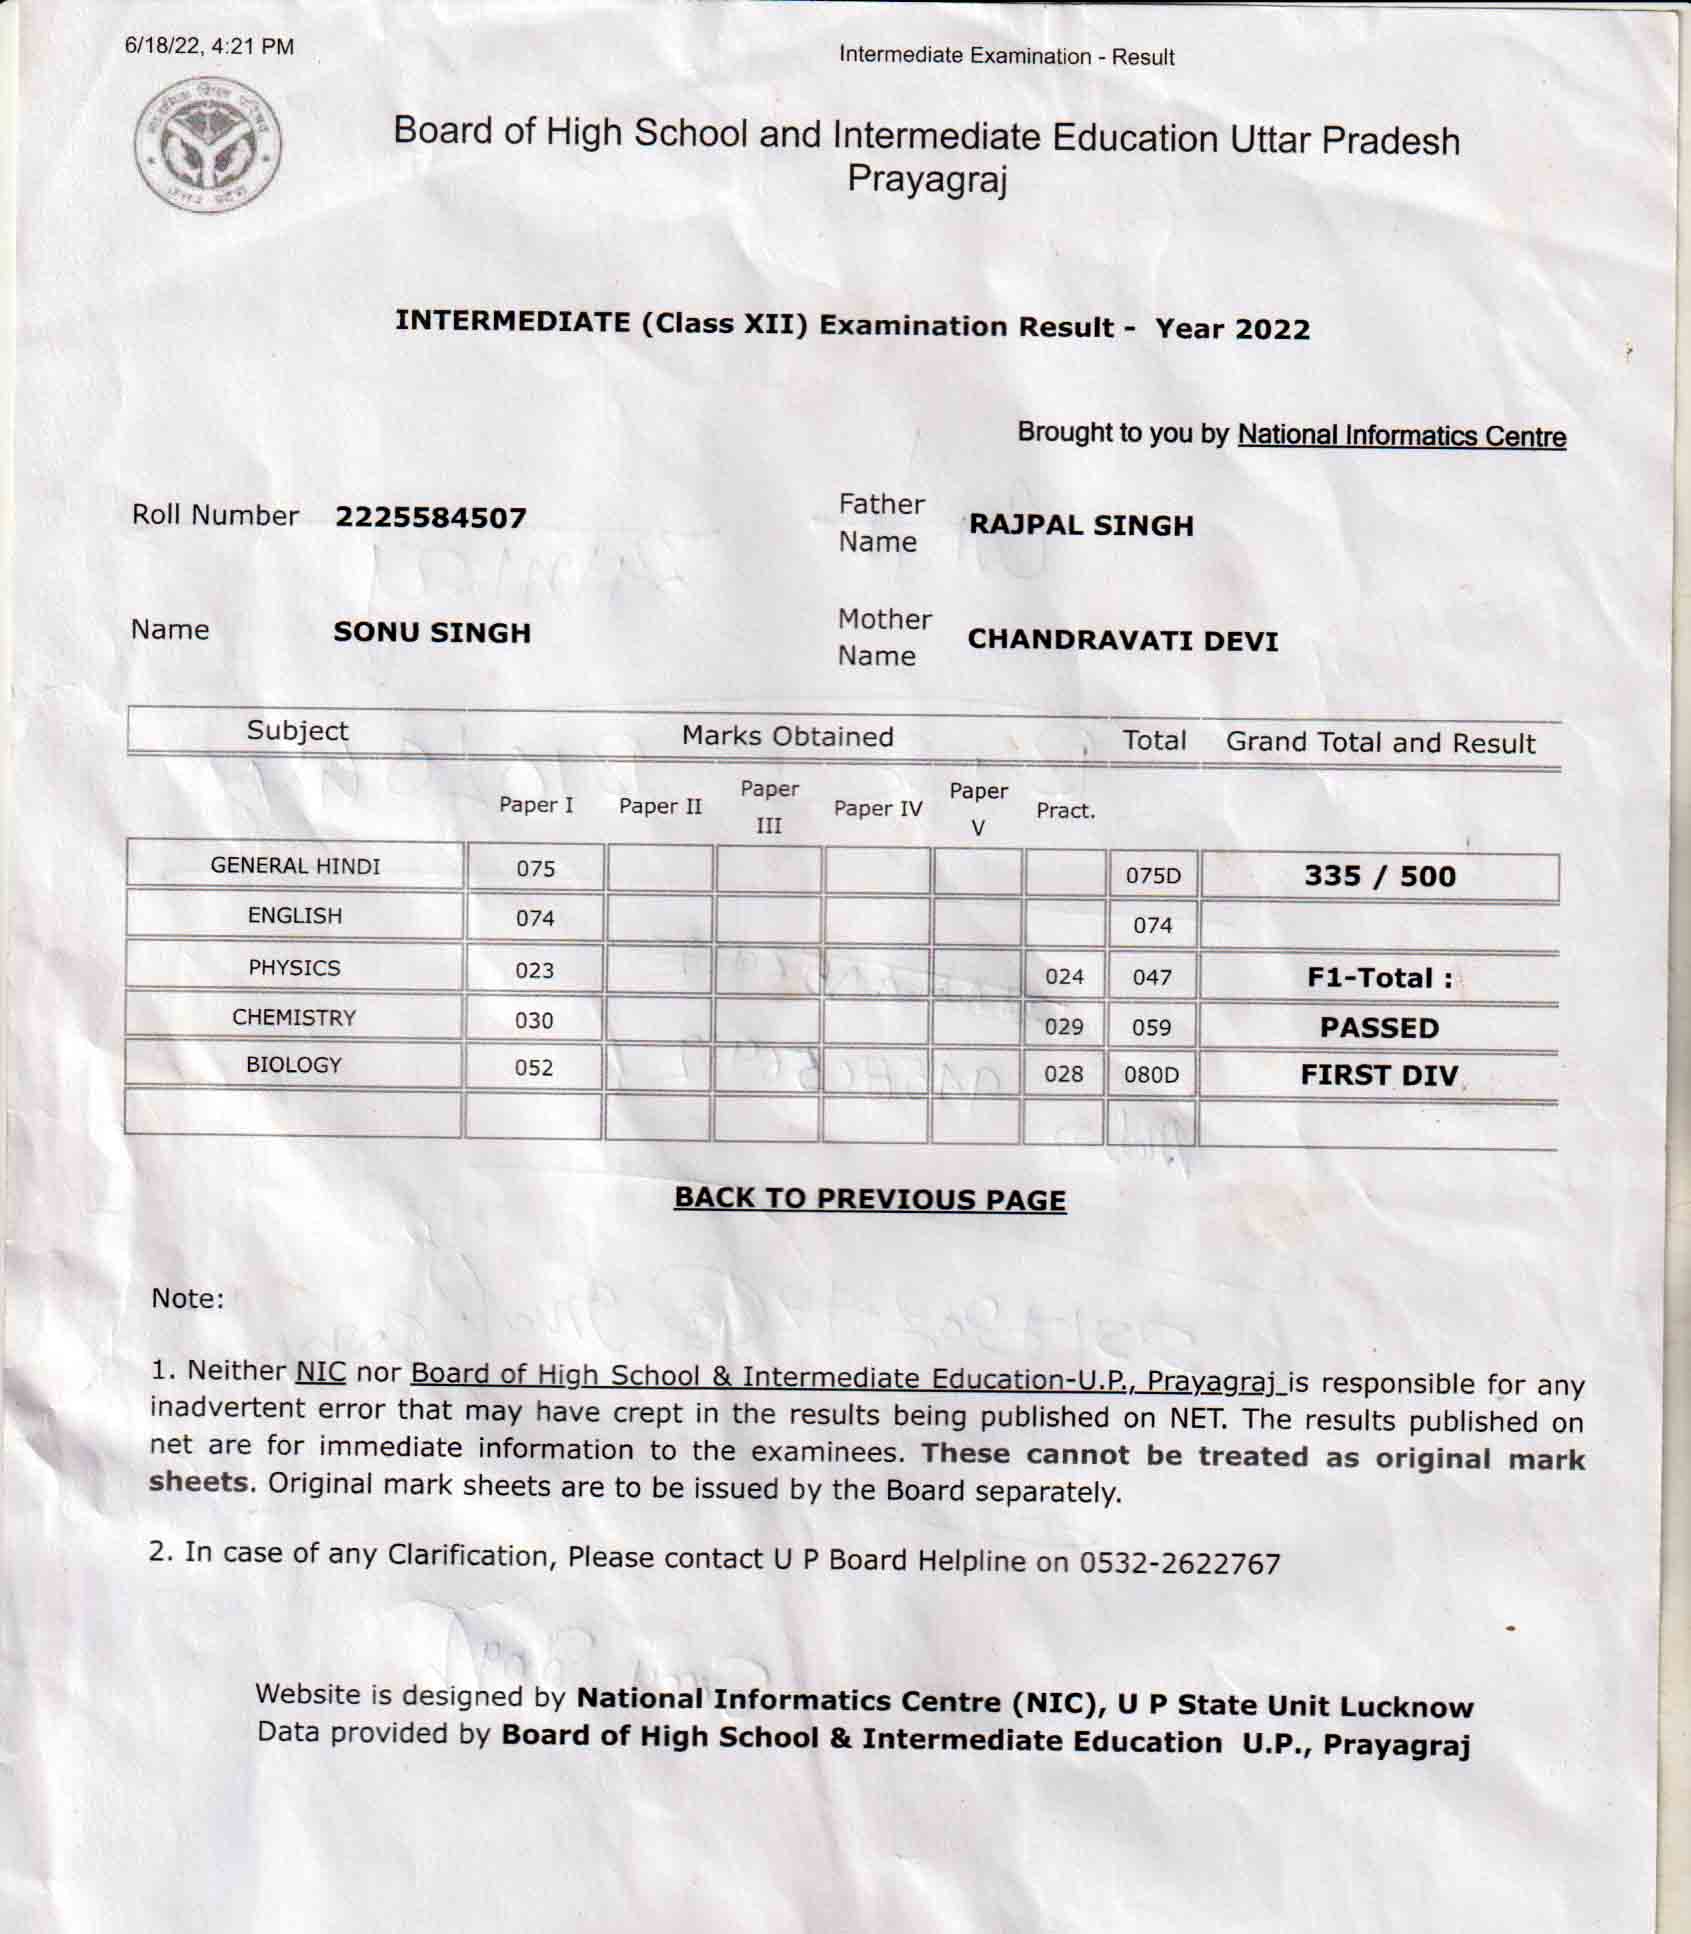 6/18/22, 4:21 PM
Intermediate Examination - Result
Board of High School and Intermediate Education Uttar Pradesh
Prayagraj
INTERMEDIATE (Class XII) Examination Result - Year 2022
Brought to you by National Informatics Centre
Roll Number 2225584507 Father Name RAJPAL SINGH
Name SONU SINGH Mother Name CHANDRAVATI DEVI
Subject Marks Obtained Total Grand Total and Result
Paper I Paper II Paper III Paper IV Paper V Pract.
GENERAL HINDI 075 075D 335 / 500
ENGLISH 074 074
PHYSICS 023 024 047 F1-Total :
CHEMISTRY 030 029 059 PASSED
BIOLOGY 052 028 080D FIRST DIV
BACK TO PREVIOUS PAGE
Note:
1. Neither NIC nor Board of High School & Intermediate Education-U.P., Prayagraj is responsible for any
inadvertent error that may have crept in the results being published on NET. The results published on
net are for immediate information to the examinees. These cannot be treated as original mark
sheets. Original mark sheets are to be issued by the Board separately.
2. In case of any Clarification, Please contact U P Board Helpline on 0532-2622767
Website is designed by National Informatics Centre (NIC), U P State Unit Lucknow
Data provided by Board of High School & Intermediate Education U.P., Prayagraj